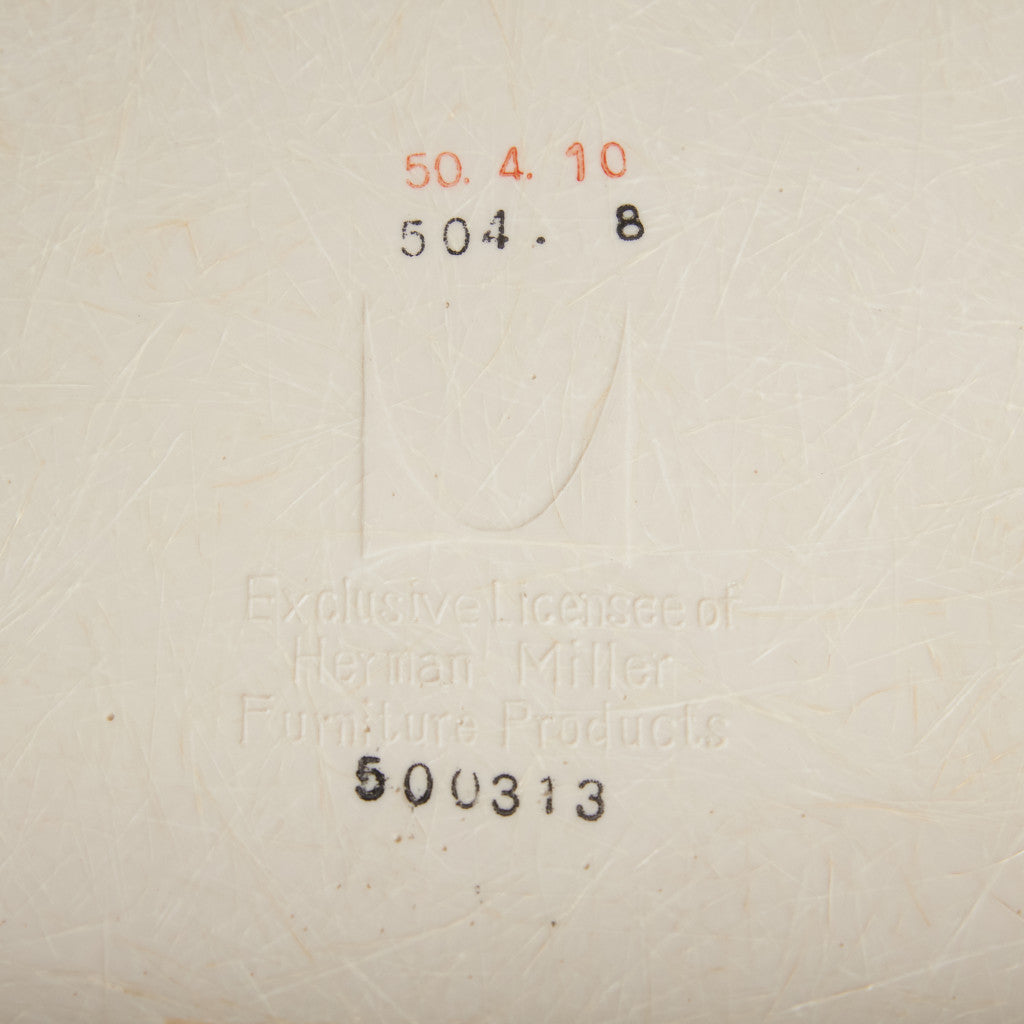 50. 4. 10
504. 8
Exclusive Licensee of
Herman Miller
Furniture Products
500313